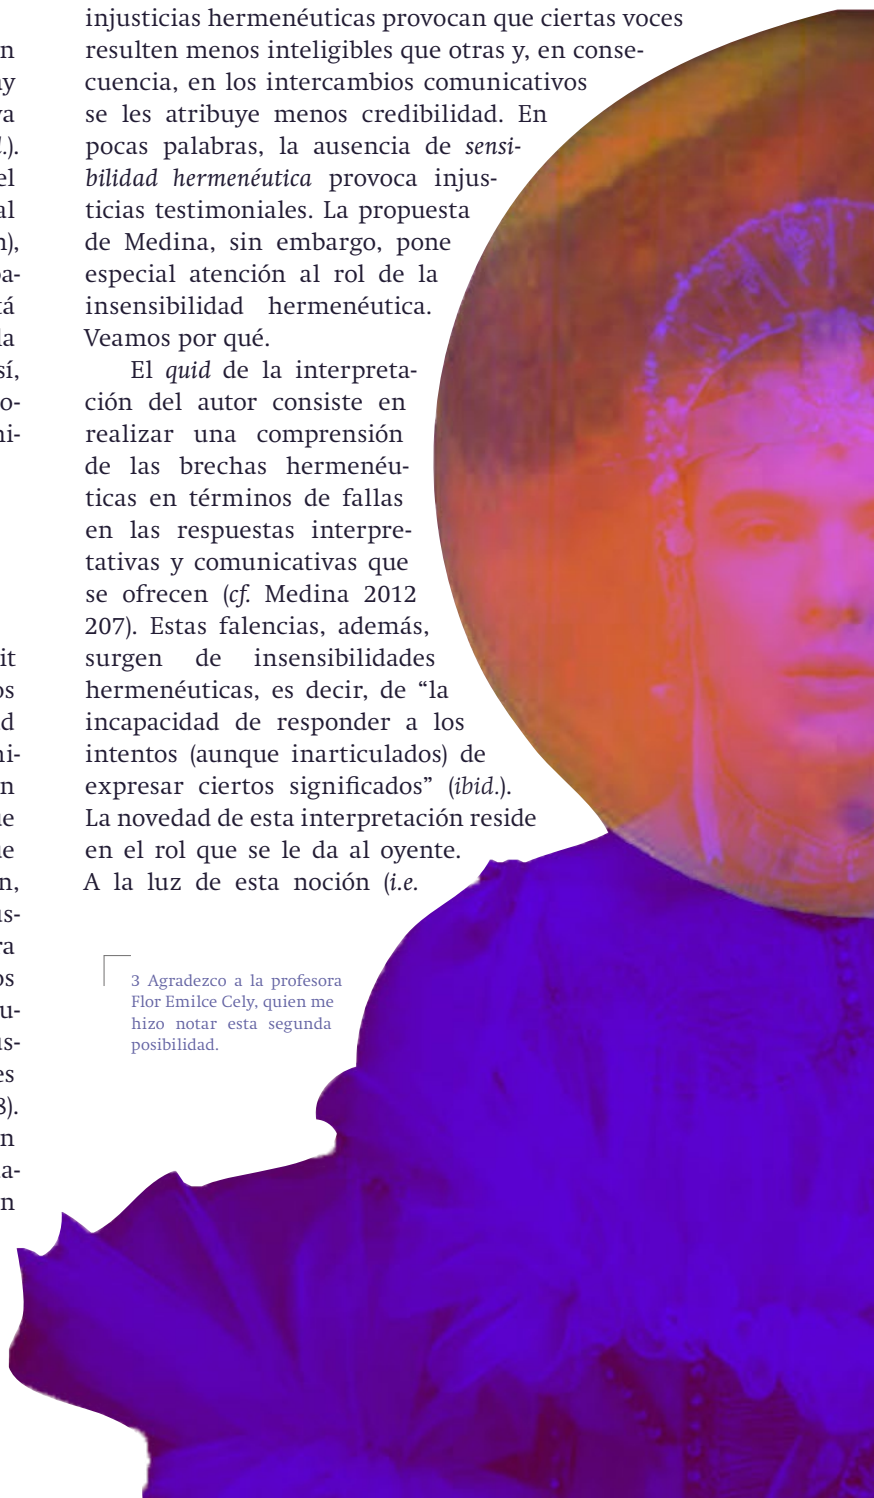 injusticias hermenéuticas provocan que ciertas voces
resulten menos inteligibles que otras y, en conse-
cuencia, en los intercambios comunicativos
se les atribuye menos credibilidad. En
pocas palabras, la ausencia de sensi-
bilidad hermenéutica provoca injus-
ticias testimoniales. La propuesta
de Medina, sin embargo, pone
especial atención al rol de la
insensibilidad hermenéutica.
Veamos por qué.
El quid de la interpreta-
ción del autor consiste en
realizar una comprensión
de las brechas hermenéu-
ticas en términos de fallas
en las respuestas interpre-
tativas y comunicativas que
se ofrecen (cf. Medina 2012
207). Estas falencias, además,
surgen de insensibilidades
hermenéuticas, es decir, de “la
incapacidad de responder a los
intentos (aunque inarticulados) de
expresar ciertos significados” (ibid.).
La novedad de esta interpretación reside
en el rol que se le da al oyente.
A la luz de esta noción (i.e.
3 Agradezco a la profesora
Flor Emilce Cely, quien me
hizo notar esta segunda
posibilidad.